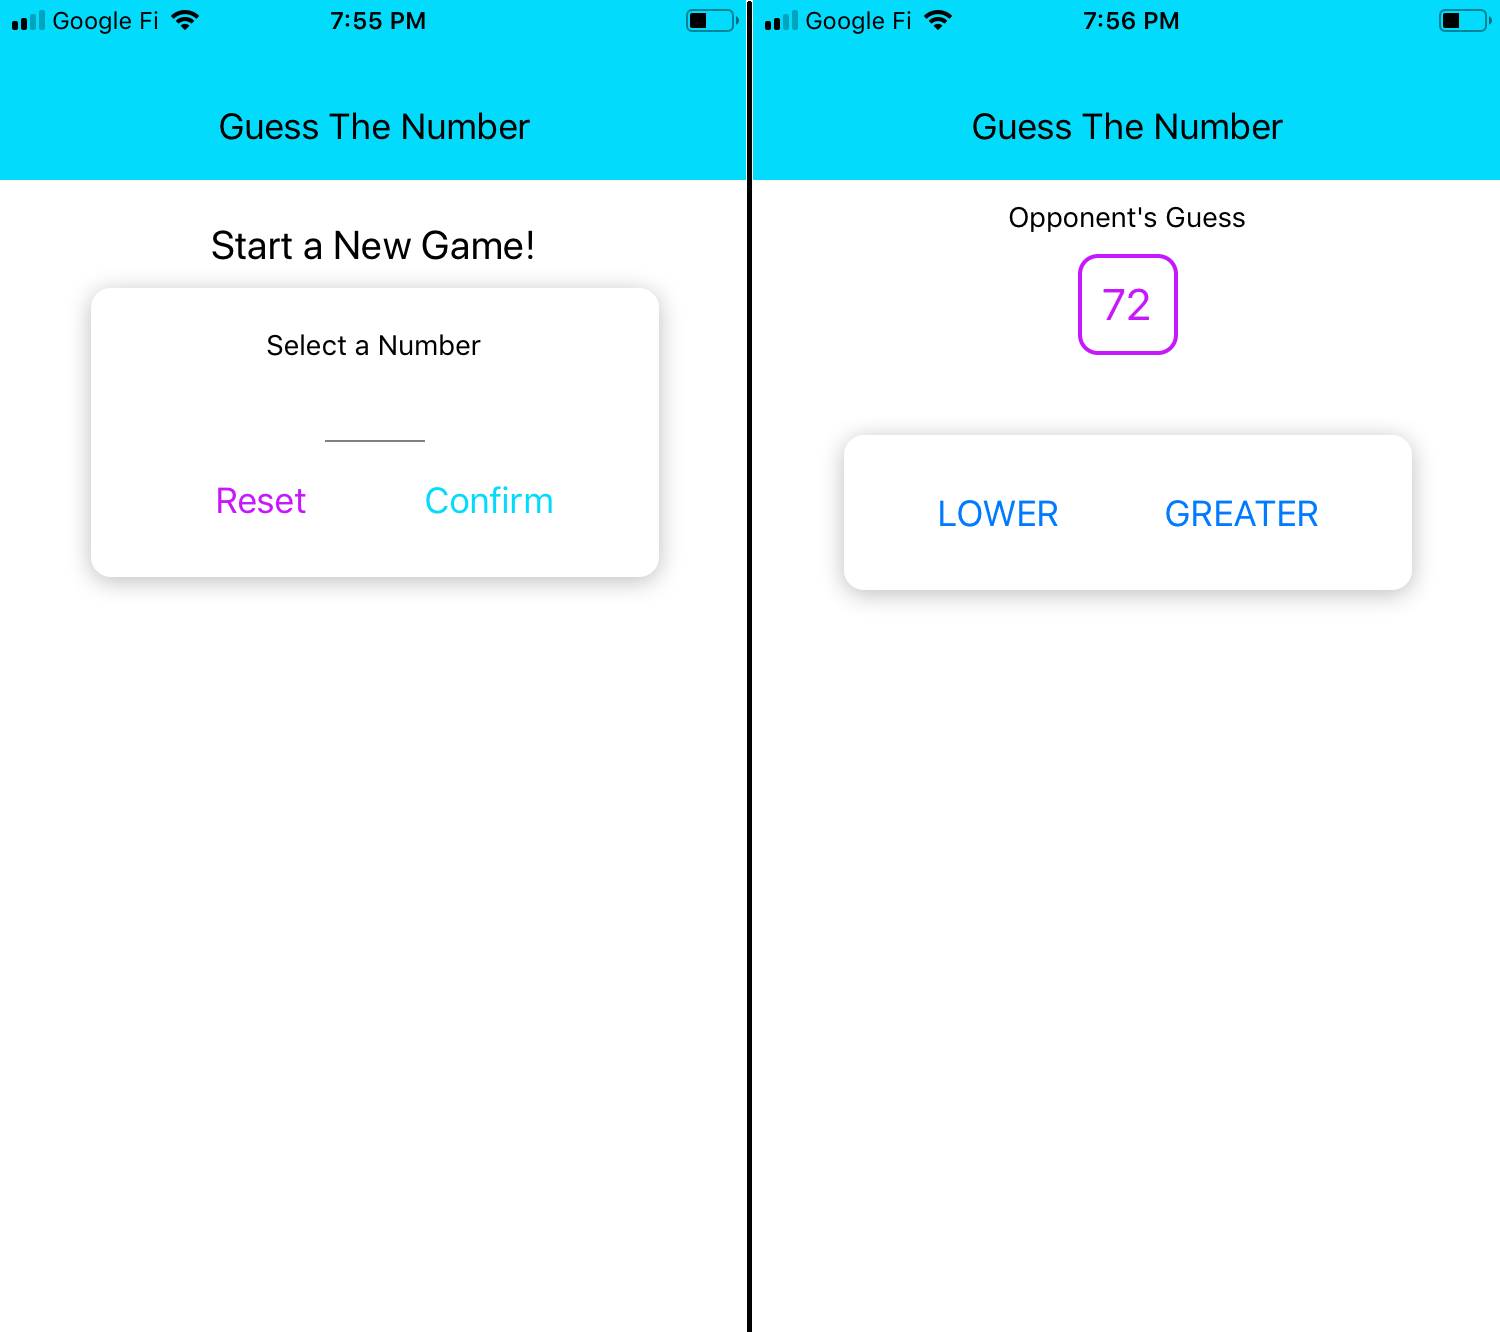 Google Fi 7:55 PM
Guess The Number
Start a New Game!
Select a Number
Reset Confirm
Google Fi 7:56 PM
Guess The Number
Opponent's Guess
72
LOWER GREATER